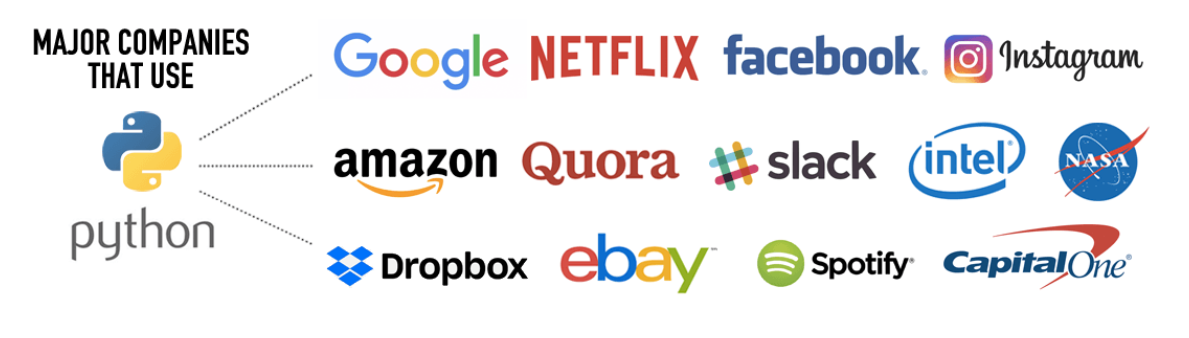 MAJOR COMPANIES
THAT USE
python
Google NETFLIX facebook Instagram
amazon Quora slack intel NASA
Dropbox ebay Spotify CapitalOne